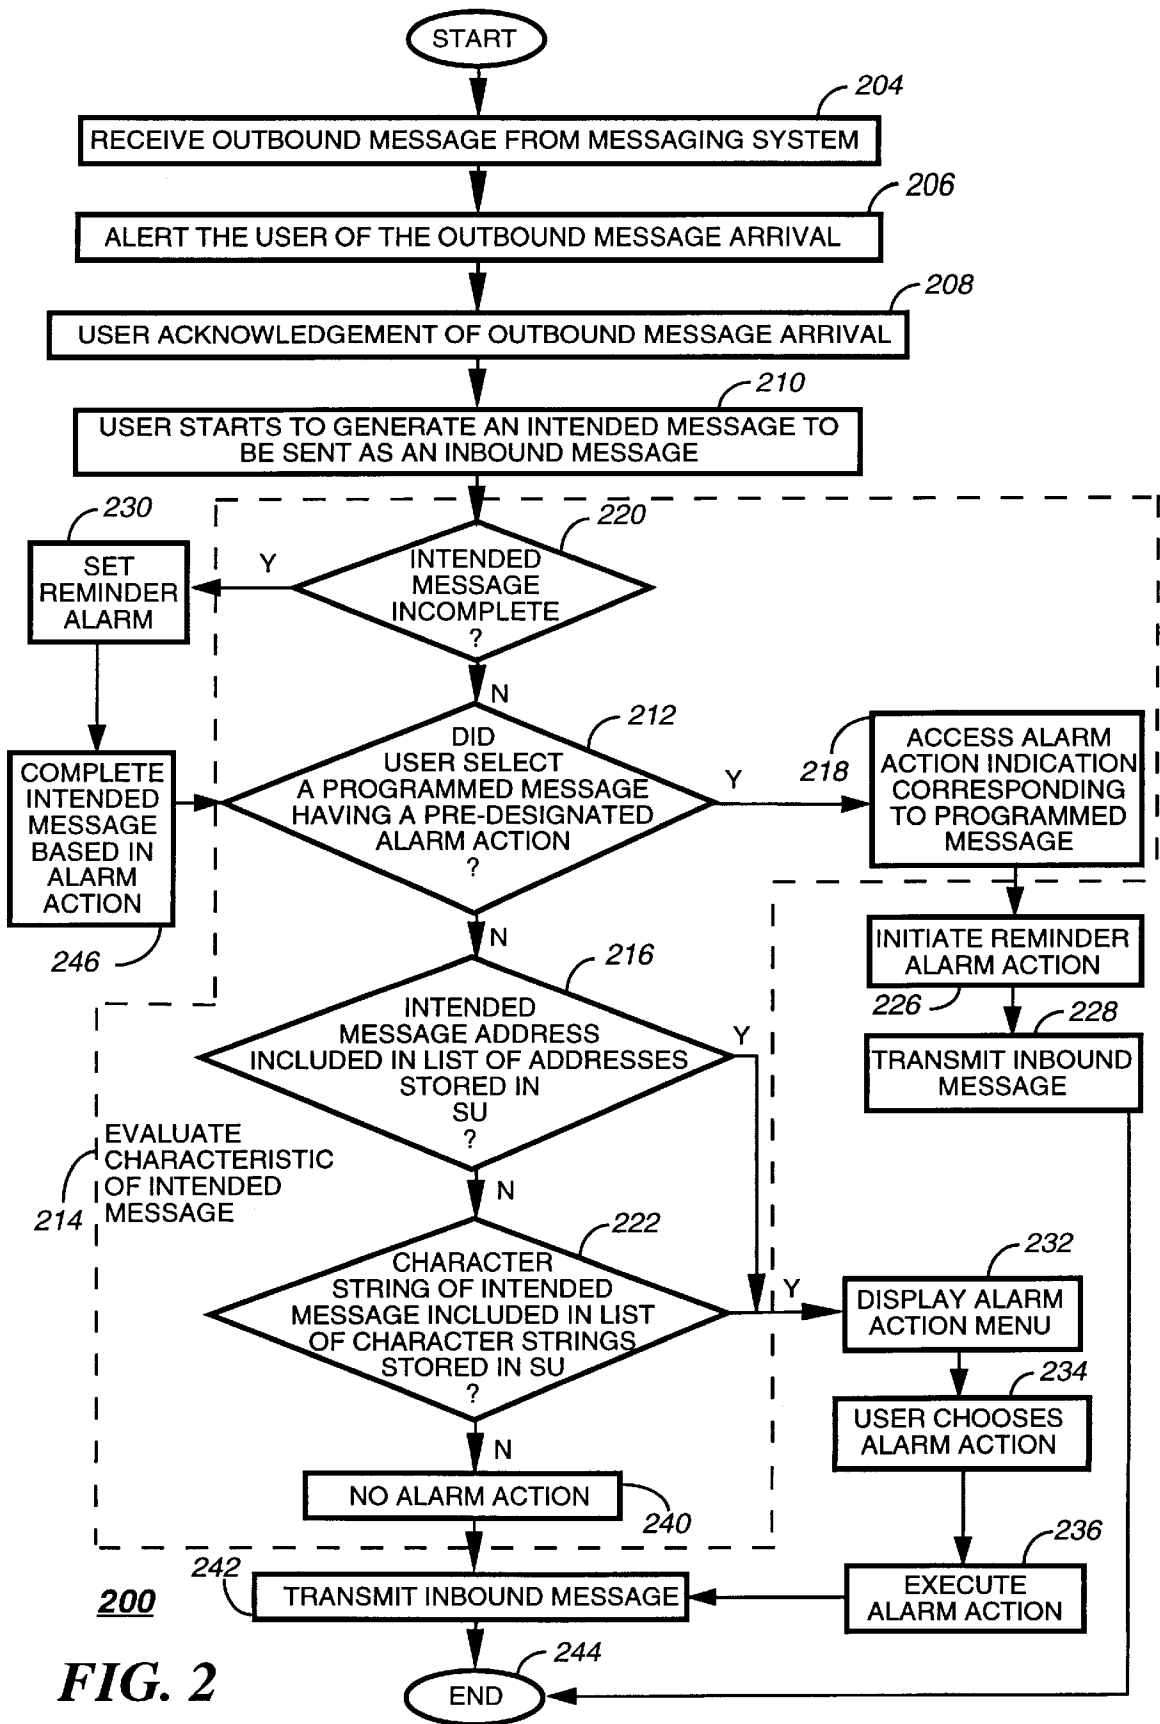 START
204
RECEIVE OUTBOUND MESSAGE FROM MESSAGING SYSTEM
206
ALERT THE USER OF THE OUTBOUND MESSAGE ARRIVAL
208
USER ACKNOWLEDGEMENT OF OUTBOUND MESSAGE ARRIVAL
210
USER STARTS TO GENERATE AN INTENDED MESSAGE TO
BE SENT AS AN INBOUND MESSAGE
230
SET
REMINDER
ALARM
Y
220
INTENDED
MESSAGE
INCOMPLETE
?
N
COMPLETE
INTENDED
MESSAGE
BASED IN
ALARM
ACTION
246
212
DID
USER SELECT
A PROGRAMMED MESSAGE
HAVING A PRE-DESIGNATED
ALARM ACTION
?
Y
218
ACCESS ALARM
ACTION INDICATION
CORRESPONDING
TO PROGRAMMED
MESSAGE
N
INITIATE REMINDER
ALARM ACTION
226
228
TRANSMIT INBOUND
MESSAGE
216
INTENDED
MESSAGE ADDRESS
INCLUDED IN LIST OF ADDRESSES
STORED IN
SU
?
Y
EVALUATE
CHARACTERISTIC
OF INTENDED
MESSAGE
214
N
222
CHARACTER
STRING OF INTENDED
MESSAGE INCLUDED IN LIST
OF CHARACTER STRINGS
STORED IN SU
?
Y
232
DISPLAY ALARM
ACTION MENU
234
USER CHOOSES
ALARM ACTION
N
NO ALARM ACTION
240
236
EXECUTE
ALARM ACTION
242
TRANSMIT INBOUND MESSAGE
200
244
END
FIG. 2